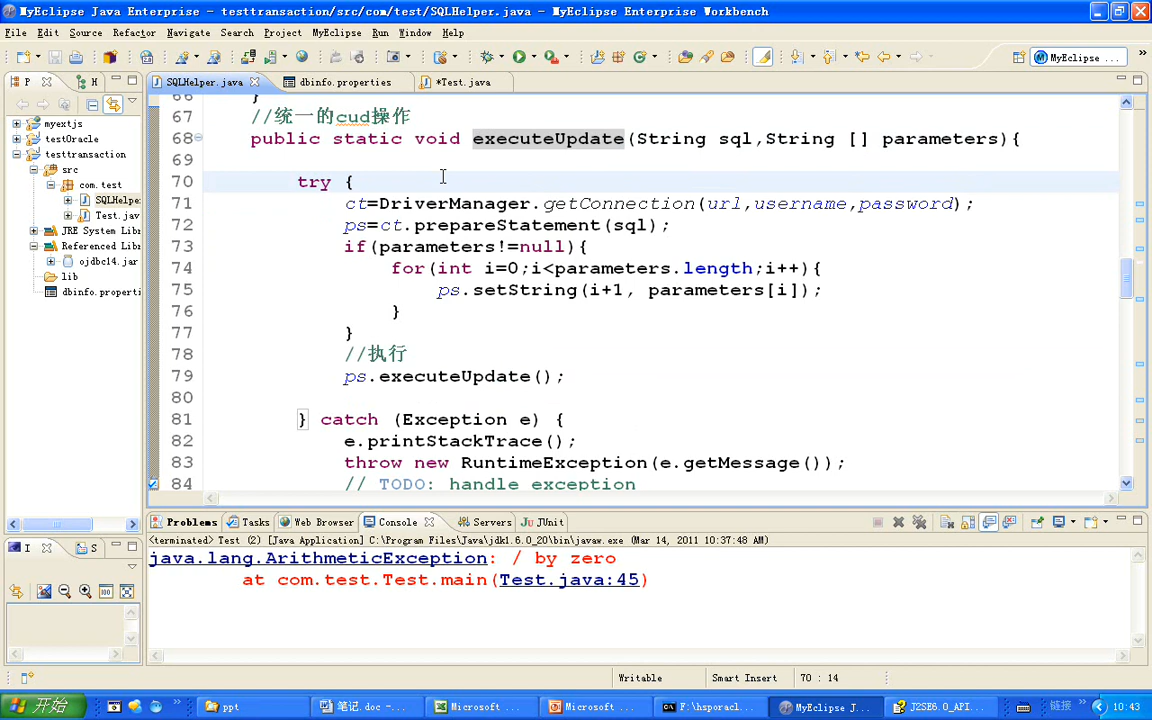 MyEclipse Java Enterprise - testtransaction/src/com/test/SQLHelper.java - MyEclipse Enterprise Workbench
File Edit Source Refactor Navigate Search Project MyEclipse Run Window Help
MyEclipse ...
P H
SQLHelper.java dbinfo.properties *Test.java
myextjs
testOracle
testtransaction
src
com.test
SQLHelpe
Test.jav
JRE System Lib
Referenced Lib
ojdbc14.jar
lib
dbinfo.properti
66 }
67 //统一的cud操作
68 public static void executeUpdate(String sql,String [] parameters){
69
70 try {
71 ct=DriverManager.getConnection(url,username,password);
72 ps=ct.prepareStatement(sql);
73 if(parameters!=null){
74 for(int i=0;i<parameters.length;i++){
75 ps.setString(i+1, parameters[i]);
76 }
77 }
78 //执行
79 ps.executeUpdate();
80
81 } catch (Exception e) {
82 e.printStackTrace();
83 throw new RuntimeException(e.getMessage());
84 // TODO: handle exception
Problems Tasks Web Browser Console Servers JUnit
<terminated> Test (2) [Java Application] C:\Program Files\Java\jdk1.6.0_20\bin\javaw.exe (Mar 14, 2011 10:37:48 AM)
java.lang.ArithmeticException: / by zero
at com.test.Test.main(Test.java:45)
I S
Writable Smart Insert 70 : 14
开始 ppt 笔记.doc -... Microsoft ... Microsoft ... F:\hsporacl... MyEclipse J... J2SE6.0_API... 链接 10:43